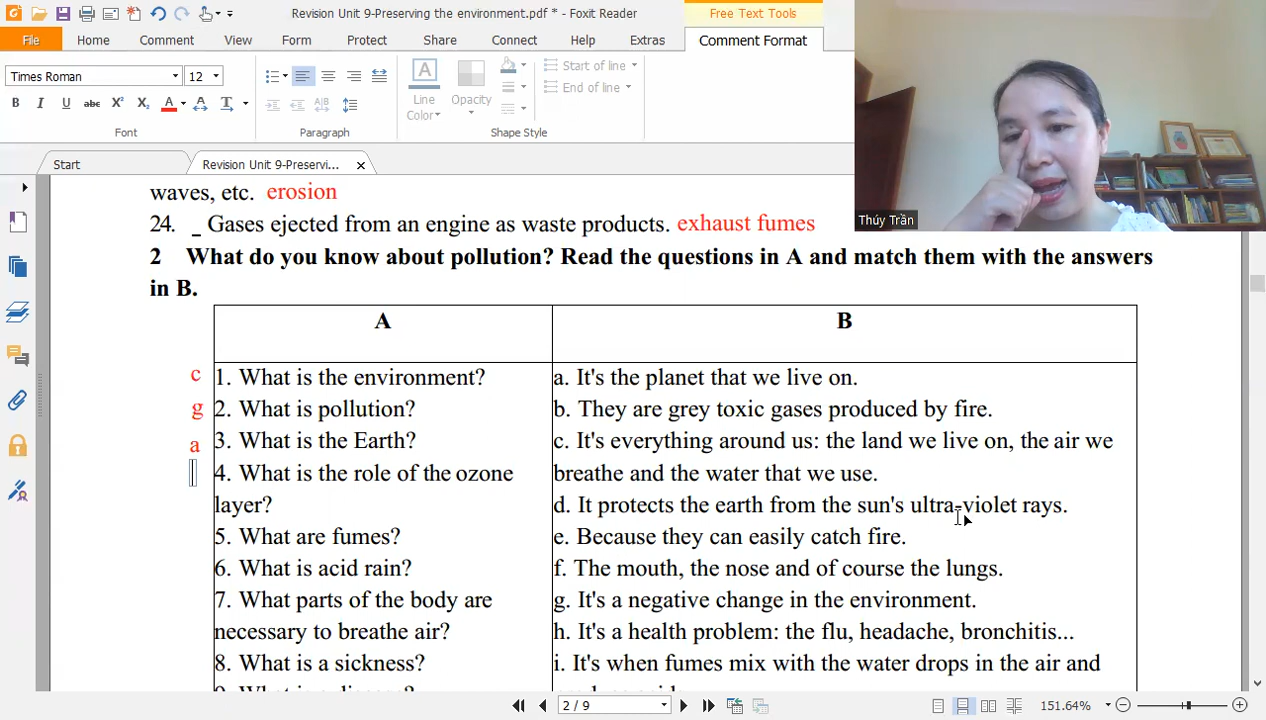 Revision Unit 9-Preserving the environment.pdf * - Foxit Reader
Free Text Tools
File Home Comment View Form Protect Share Connect Help Extras Comment Format
Times Roman 12
Start of line
End of line
B I U abc X² X₂ A A T
Line Color
Opacity
Font Paragraph Shape Style
Start Revision Unit 9-Preservi...
Thúy Trần
waves, etc. erosion
24. _ Gases ejected from an engine as waste products. exhaust fumes
2 What do you know about pollution? Read the questions in A and match them with the answers
in B.
A
B
c 1. What is the environment?
g 2. What is pollution?
a 3. What is the Earth?
4. What is the role of the ozone
layer?
5. What are fumes?
6. What is acid rain?
7. What parts of the body are
necessary to breathe air?
8. What is a sickness?
a. It's the planet that we live on.
b. They are grey toxic gases produced by fire.
c. It's everything around us: the land we live on, the air we
breathe and the water that we use.
d. It protects the earth from the sun's ultra-violet rays.
e. Because they can easily catch fire.
f. The mouth, the nose and of course the lungs.
g. It's a negative change in the environment.
h. It's a health problem: the flu, headache, bronchitis...
i. It's when fumes mix with the water drops in the air and
2 / 9
151.64%